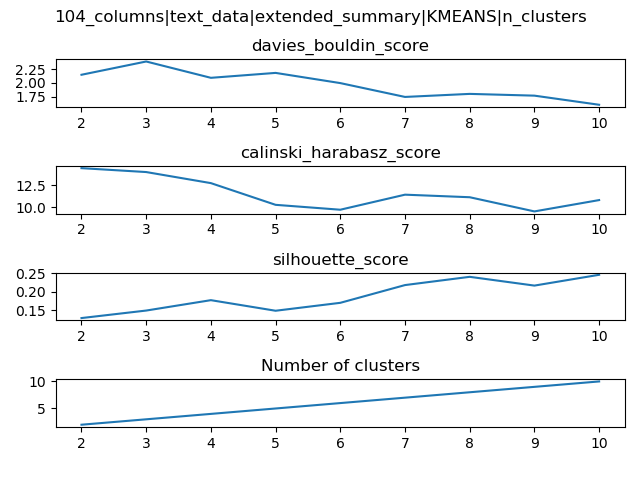 104_columns|text_data|extended_summary|KMEANS|n_clusters
davies_bouldin_score
2.25
2.00
1.75
2 3 4 5 6 7 8 9 10
calinski_harabasz_score
12.5
10.0
2 3 4 5 6 7 8 9 10
silhouette_score
0.25
0.20
0.15
2 3 4 5 6 7 8 9 10
Number of clusters
10
5
2 3 4 5 6 7 8 9 10